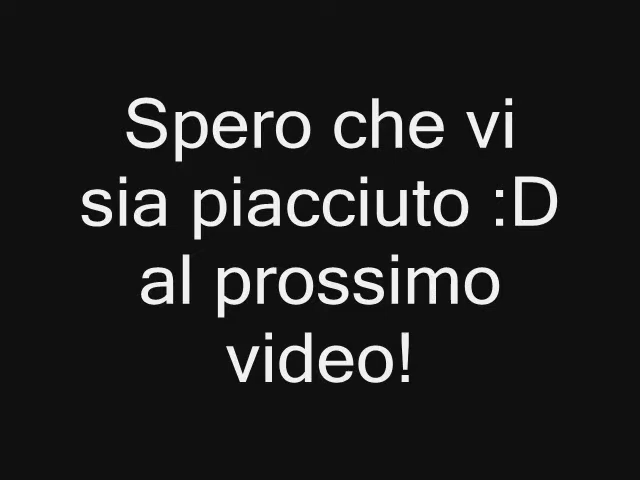 Spero che vi
sia piacciuto :D
al prossimo
video!